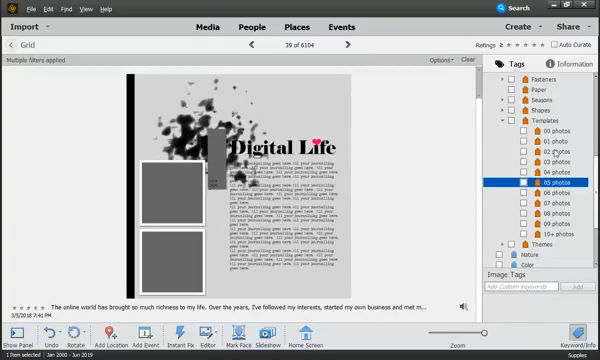 File Edit Find View Help
Search
Import
Media People Places Events
Create Share
Grid
39 of 6104
Ratings ≥ ★ ★ ★ ★ ★
Auto Curate
Multiple filters applied
Options
Clear
Tags
Information
Fasteners
Paper
Seasons
Shapes
Templates
00 photos
01 photo
02 photos
03 photos
04 photos
05 photos
06 photos
07 photos
08 photos
09 photos
10+ photos
Themes
Nature
Color
Image Tags
Add Custom Keywords
Add
Digital Life
The online world has brought so much richness to my life. Over the years, I've followed my interests, started my own business and met m...
3/5/2018 7:41 PM
Show Panel
Undo
Rotate
Add Location
Add Event
Instant Fix
Editor
Mark Face
Slideshow
Home Screen
Zoom
Keyword/Info
1 Item selected Jan 2000 - Jun 2019
Supplies